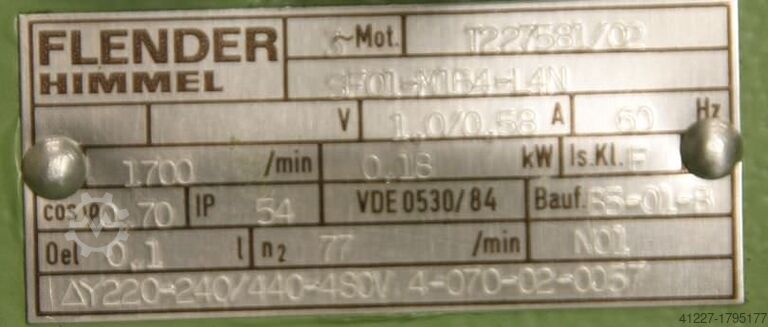 FLENDER HIMMEL
~Mot. T227581/02
SF01-M1B4-L4N
V 1.0/0.58 A 60 Hz
1700 /min 0.18 kW Is.Kl. F
cos φ 0.70 IP 54 VDE 0530/84 Bauf. B5-01-B
Oel 0.1 l n2 77 /min N01
ΔY220-240/440-480V 4-070-02-0057
41227-1795177